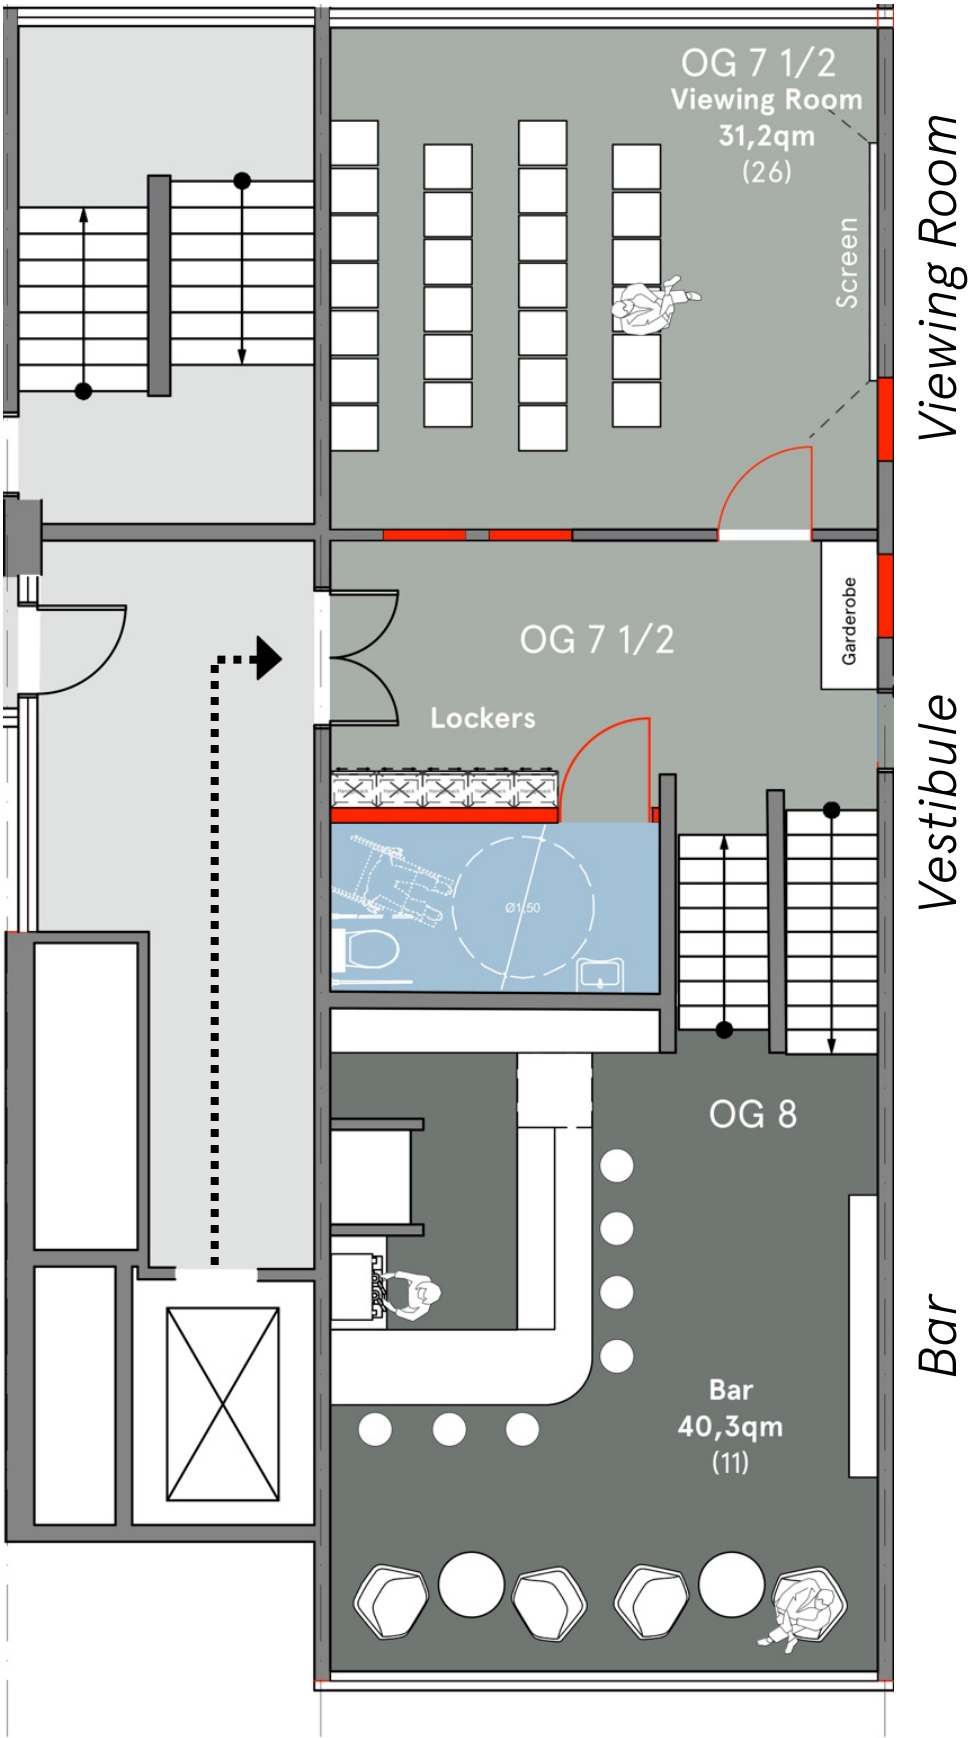 OG 7 1/2
Viewing Room
31,2qm
(26)
Screen
Viewing Room
OG 7 1/2
Garderobe
Lockers
Vestibule
Ø1,50
OG 8
Bar
Bar
40,3qm
(11)